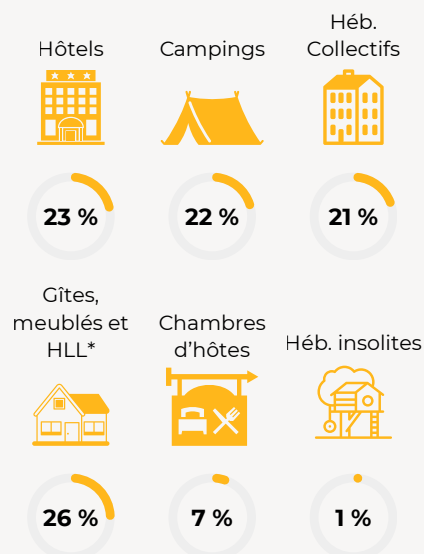 Hôtels
Campings
Héb.
Collectifs
23 %
22 %
21 %
Gîtes,
meublés et
HLL*
Chambres
d'hôtes
Héb. insolites
26 %
7 %
1 %